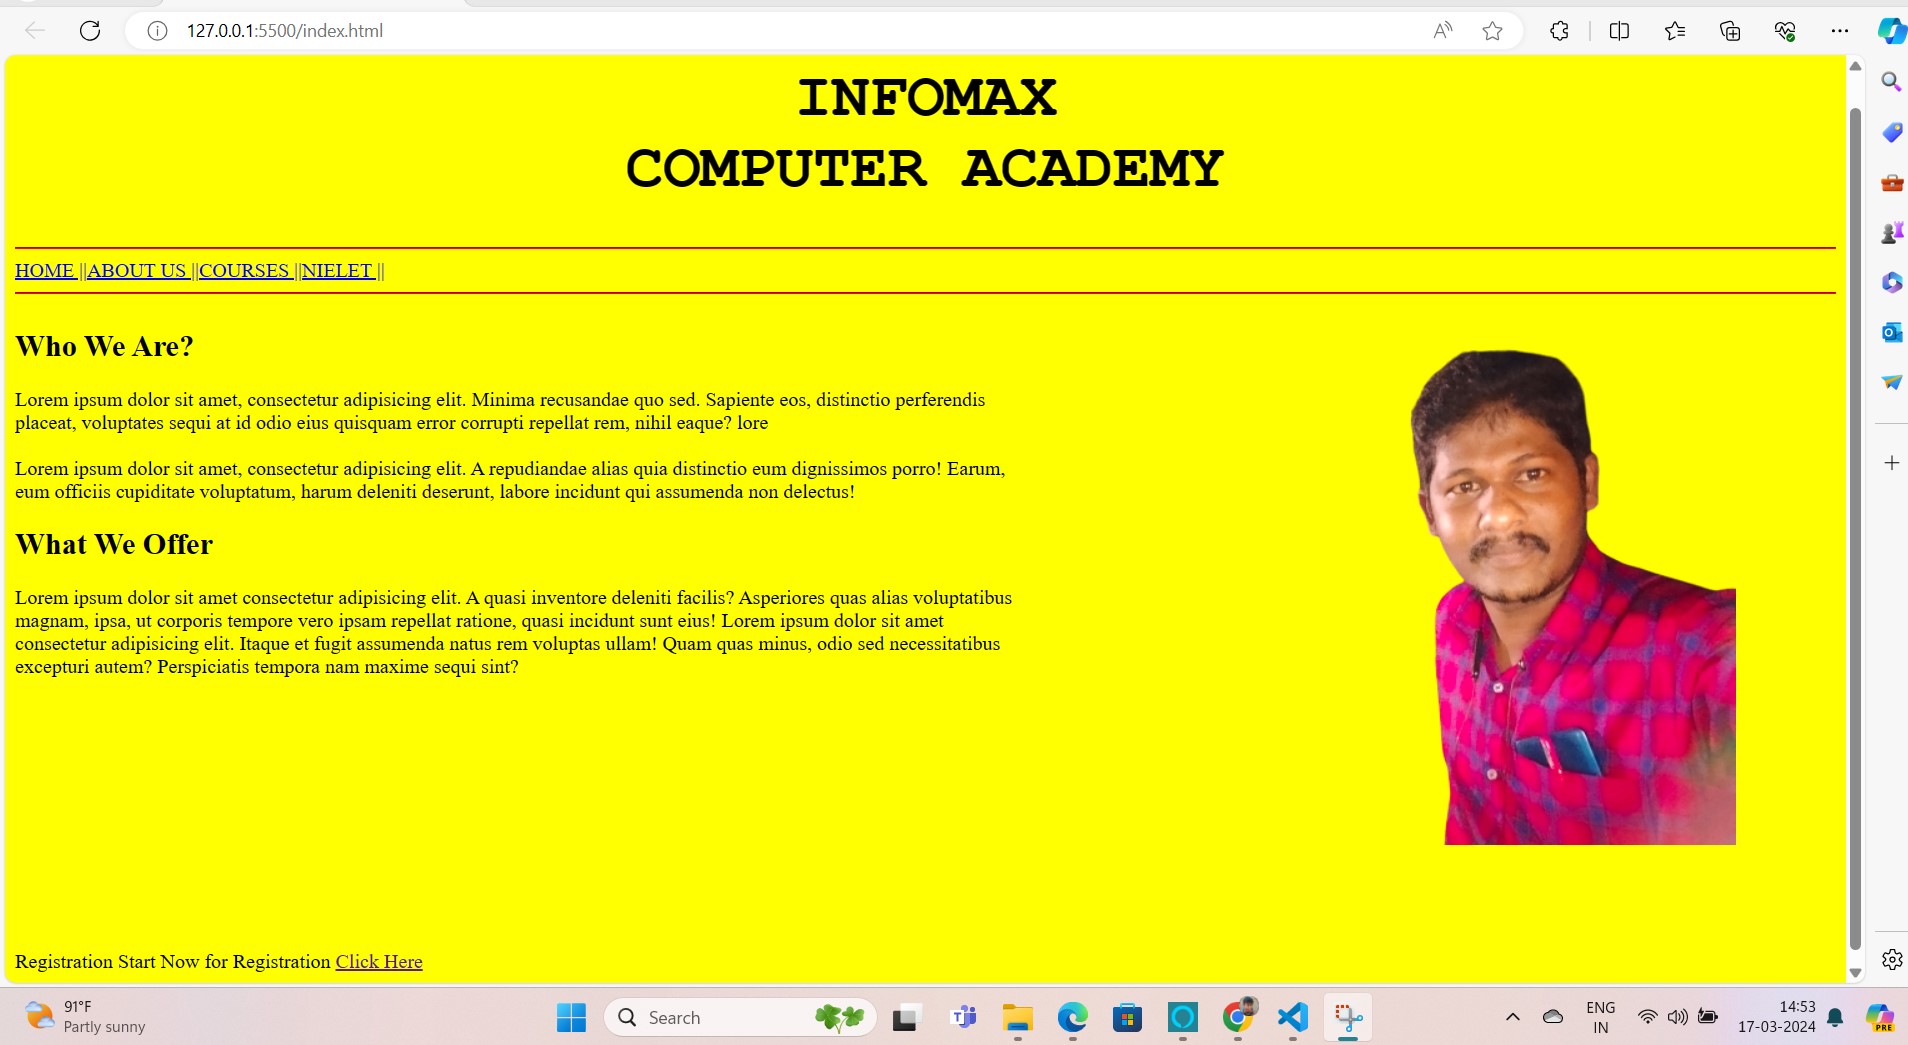 127.0.0.1:5500/index.html
INFOMAX
COMPUTER ACADEMY
HOME ||ABOUT US ||COURSES ||NIELET ||
Who We Are?
Lorem ipsum dolor sit amet, consectetur adipisicing elit. Minima recusandae quo sed. Sapiente eos, distinctio perferendis
placeat, voluptates sequi at id odio eius quisquam error corrupti repellat rem, nihil eaque? lore
Lorem ipsum dolor sit amet, consectetur adipisicing elit. A repudiandae alias quia distinctio eum dignissimos porro! Earum,
eum officiis cupiditate voluptatum, harum deleniti deserunt, labore incidunt qui assumenda non delectus!
What We Offer
Lorem ipsum dolor sit amet consectetur adipisicing elit. A quasi inventore deleniti facilis? Asperiores quas alias voluptatibus
magnam, ipsa, ut corporis tempore vero ipsam repellat ratione, quasi incidunt sunt eius! Lorem ipsum dolor sit amet
consectetur adipisicing elit. Itaque et fugit assumenda natus rem voluptas ullam! Quam quas minus, odio sed necessitatibus
excepturi autem? Perspiciatis tempora nam maxime sequi sint?
Registration Start Now for Registration Click Here
91°F
Partly sunny
Search
ENG
IN
14:53
17-03-2024
PRE